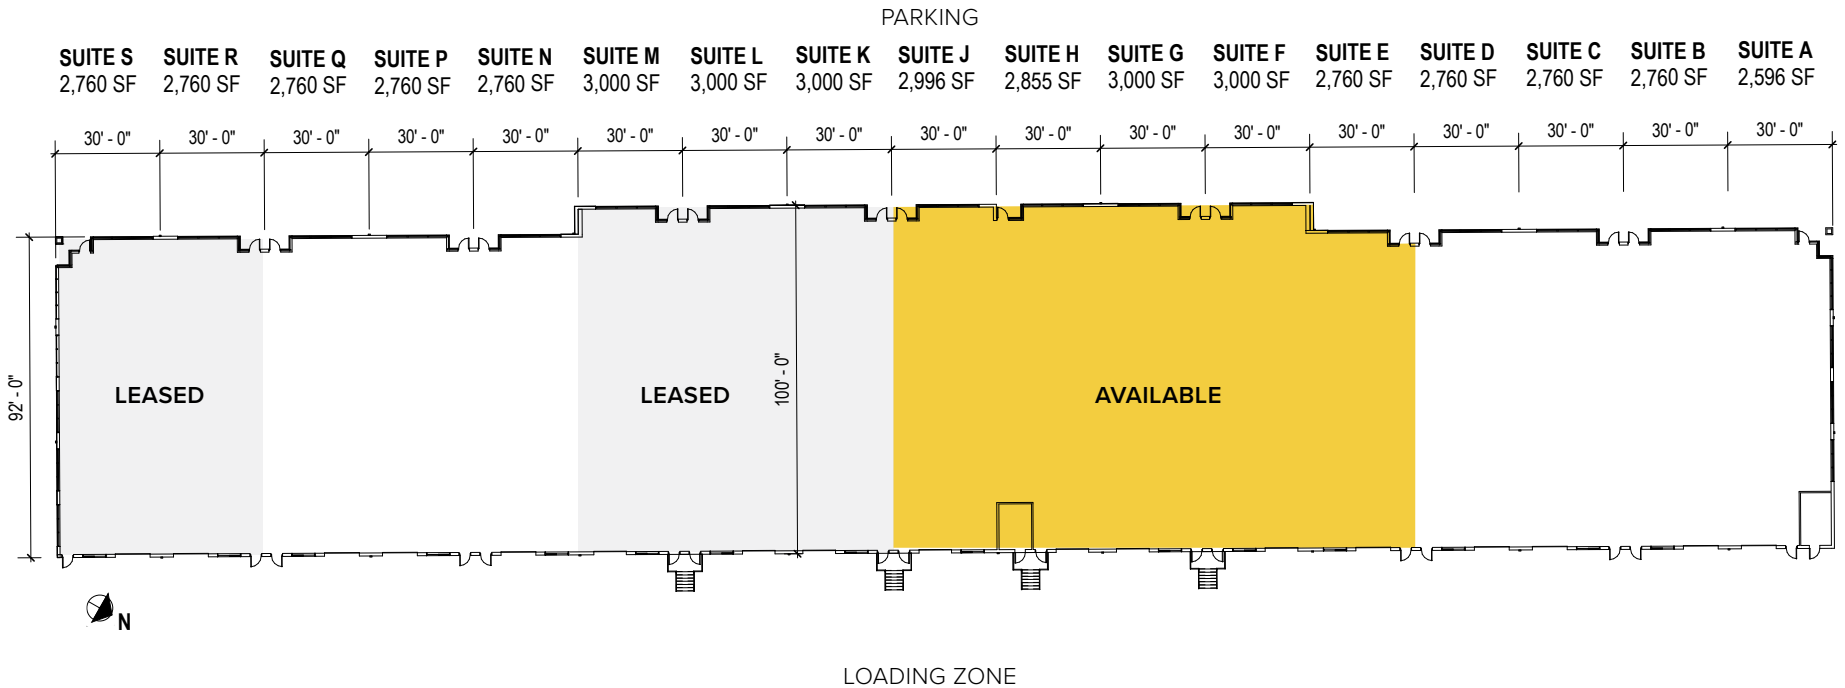 PARKING
SUITE S SUITE R SUITE Q SUITE P SUITE N SUITE M SUITE L SUITE K SUITE J SUITE H SUITE G SUITE F SUITE E SUITE D SUITE C SUITE B SUITE A
2,760 SF 2,760 SF 2,760 SF 2,760 SF 2,760 SF 3,000 SF 3,000 SF 3,000 SF 2,996 SF 2,855 SF 3,000 SF 3,000 SF 2,760 SF 2,760 SF 2,760 SF 2,760 SF 2,596 SF
30' - 0" 30' - 0" 30' - 0" 30' - 0" 30' - 0" 30' - 0" 30' - 0" 30' - 0" 30' - 0" 30' - 0" 30' - 0" 30' - 0" 30' - 0" 30' - 0" 30' - 0" 30' - 0" 30' - 0"
92' - 0"
LEASED
LEASED
100' - 0"
AVAILABLE
N
LOADING ZONE